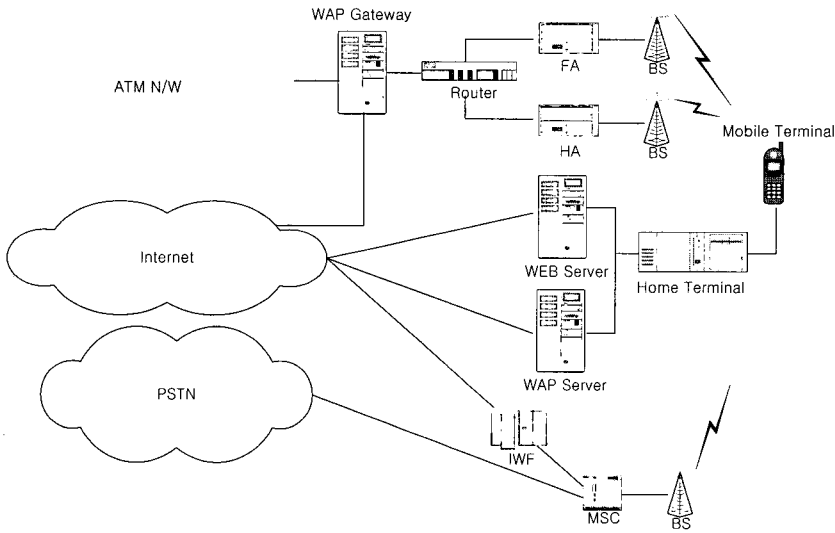 WAP Gateway
ATM N/W
Router
FA
BS
HA
BS
Mobile Terminal
Internet
WEB Server
Home Terminal
WAP Server
PSTN
IWF
MSC
BS